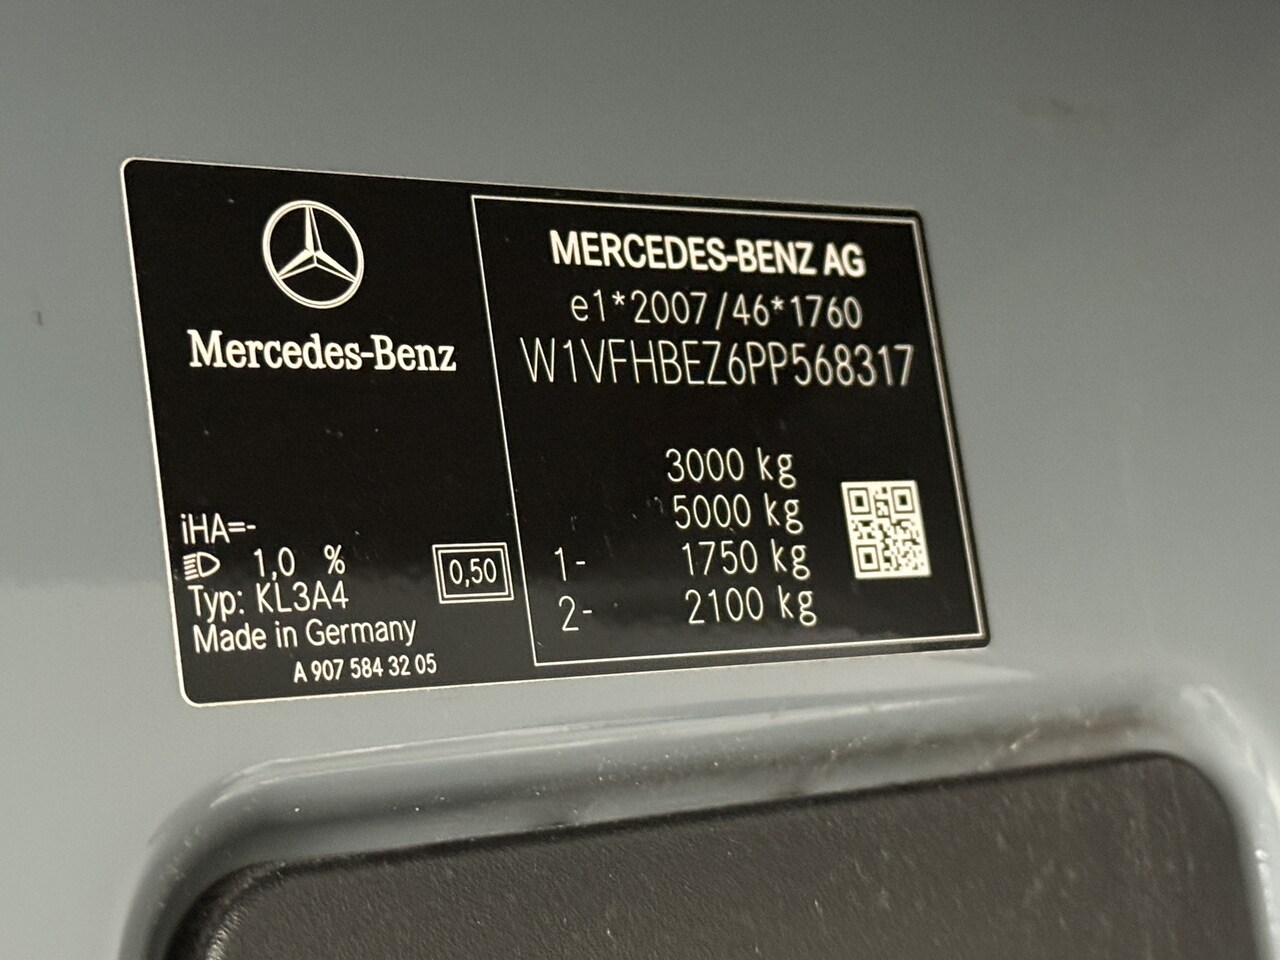 Mercedes-Benz
iHA=-
1,0 %
Typ: KL3A4
Made in Germany
A 907 584 32 05
0,50
MERCEDES-BENZ AG
e1*2007/46*1760
W1VFHBEZ6PP568317
3000 kg
5000 kg
1- 1750 kg
2- 2100 kg